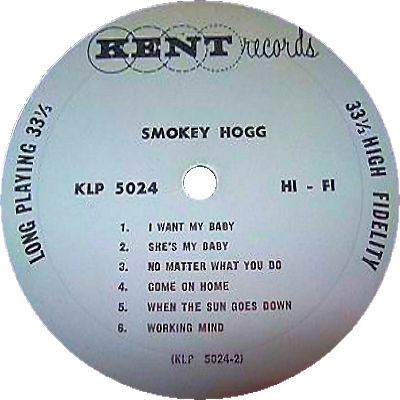 KENT records
SMOKEY HOGG
LONG PLAYING 33⅓
33⅓ HIGH FIDELITY
KLP 5024
HI - FI
1. I WANT MY BABY
2. SHE'S MY BABY
3. NO MATTER WHAT YOU DO
4. COME ON HOME
5. WHEN THE SUN GOES DOWN
6. WORKING MIND
(KLP 5024-2)